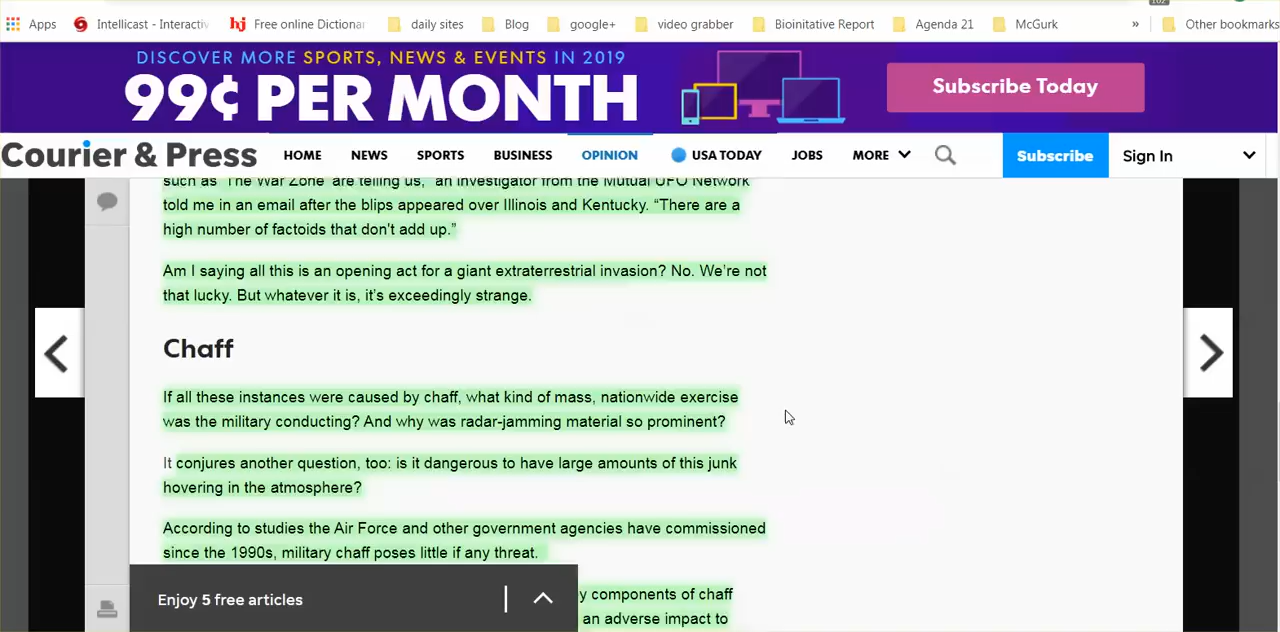 Apps
Intellicast - Interactiv
Free online Dictionar
daily sites
Blog
google+
video grabber
Bioinitative Report
Agenda 21
McGurk
»
Other bookmarks
DISCOVER MORE SPORTS, NEWS & EVENTS IN 2019
99¢ PER MONTH
Subscribe Today
Courier & Press
HOME
NEWS
SPORTS
BUSINESS
OPINION
USA TODAY
JOBS
MORE
Subscribe
Sign In
such as 'The War Zone' are telling us," an investigator from the Mutual UFO Network
told me in an email after the blips appeared over Illinois and Kentucky. “There are a
high number of factoids that don't add up.”
Am I saying all this is an opening act for a giant extraterrestrial invasion? No. We’re not
that lucky. But whatever it is, it’s exceedingly strange.
Chaff
If all these instances were caused by chaff, what kind of mass, nationwide exercise
was the military conducting? And why was radar-jamming material so prominent?
It conjures another question, too: is it dangerous to have large amounts of this junk
hovering in the atmosphere?
According to studies the Air Force and other government agencies have commissioned
since the 1990s, military chaff poses little if any threat.
Enjoy 5 free articles
y components of chaff
an adverse impact to